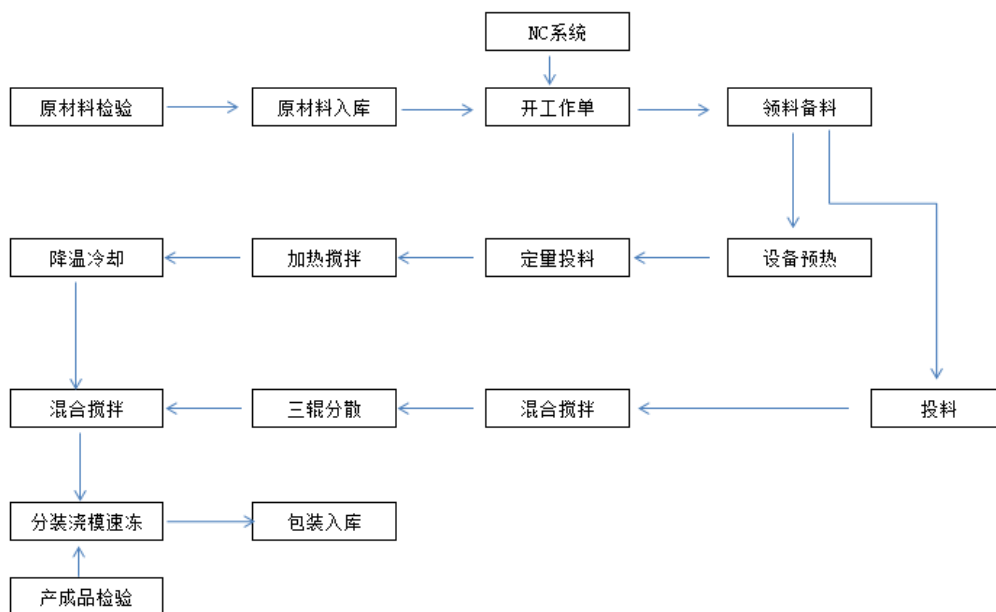 NC系统
原材料检验
原材料入库
开工作单
领料备料
降温冷却
加热搅拌
定量投料
设备预热
混合搅拌
三辊分散
混合搅拌
投料
分装浇模速冻
包装入库
产成品检验